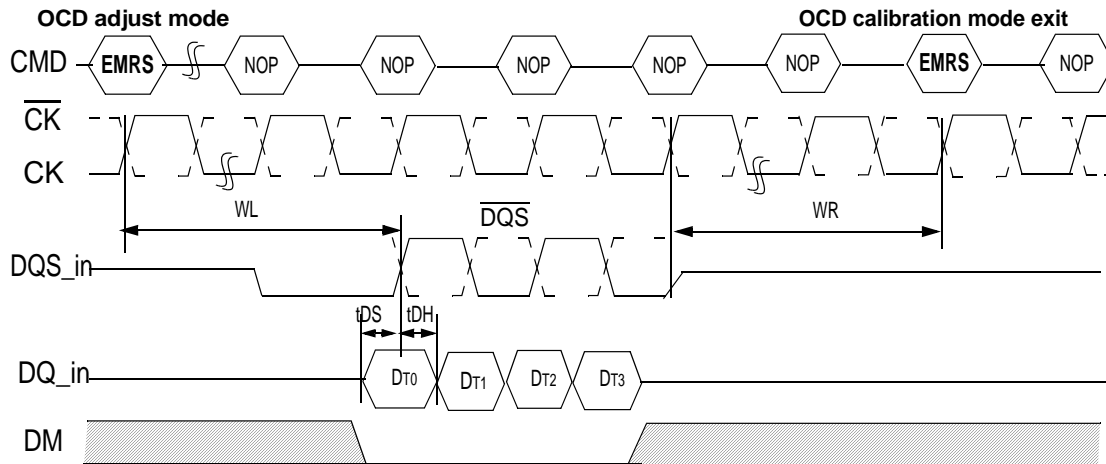 OCD adjust mode OCD calibration mode exit
CMD EMRS NOP NOP NOP NOP NOP EMRS NOP
CK
CK
WL DQS WR
DQS_in
tDS tDH
DQ_in DT0 DT1 DT2 DT3
DM